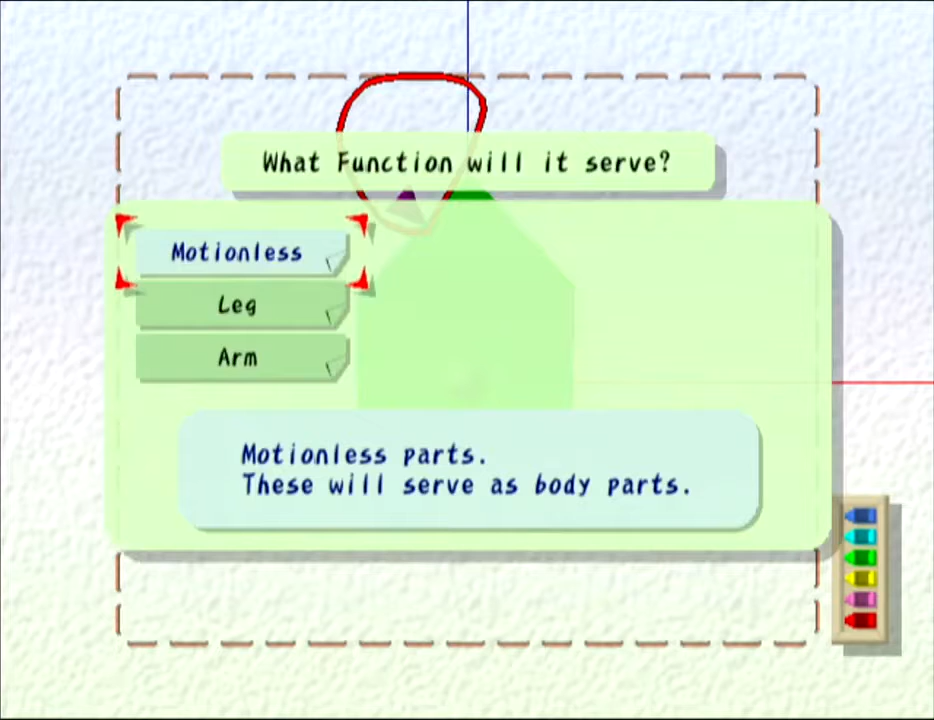 What Function will it serve?
Motionless
Leg
Arm
Motionless parts.
These will serve as body parts.